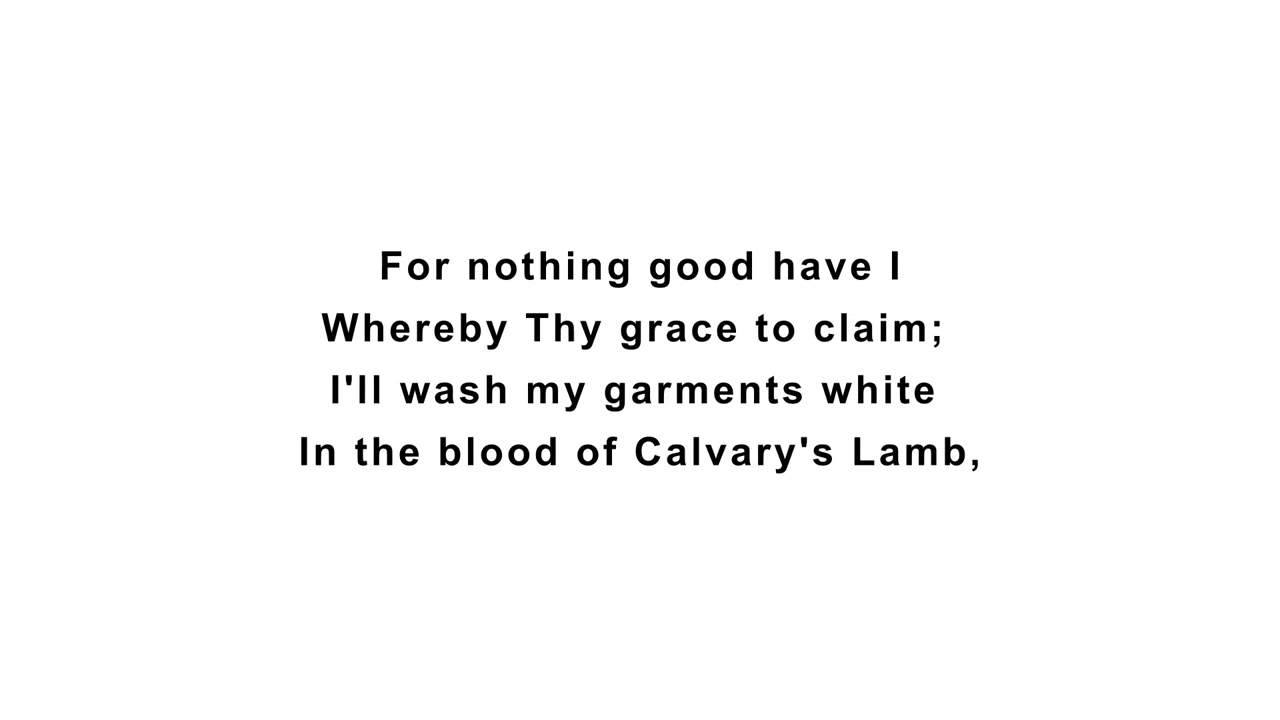 For nothing good have I
Whereby Thy grace to claim;
I'll wash my garments white
In the blood of Calvary's Lamb,